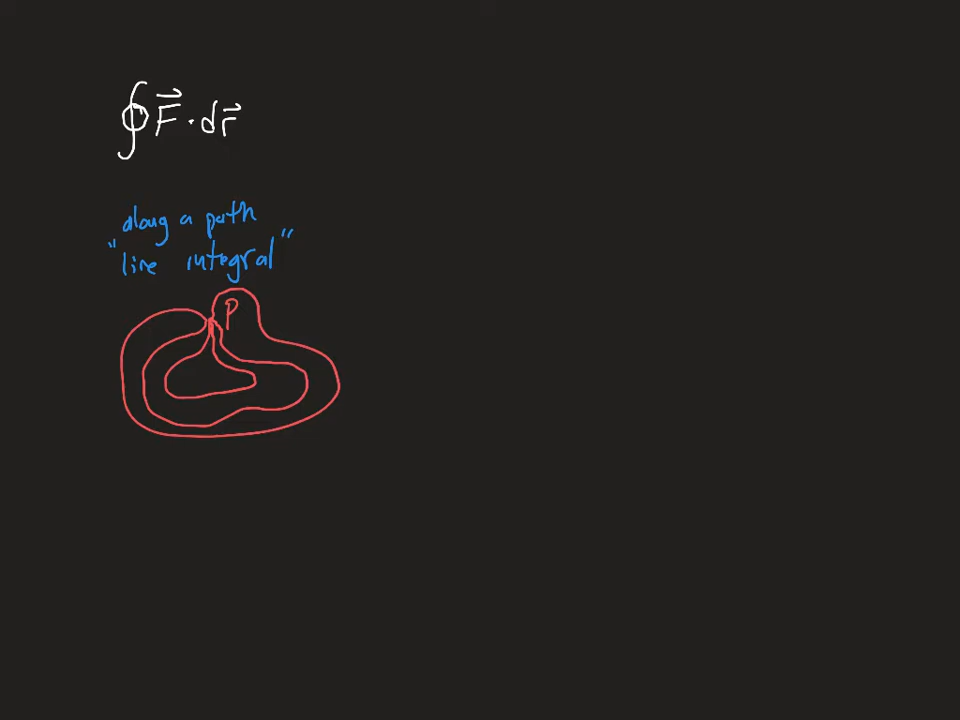 ∮F⃗ · dr⃗
along a path
"line integral"
P